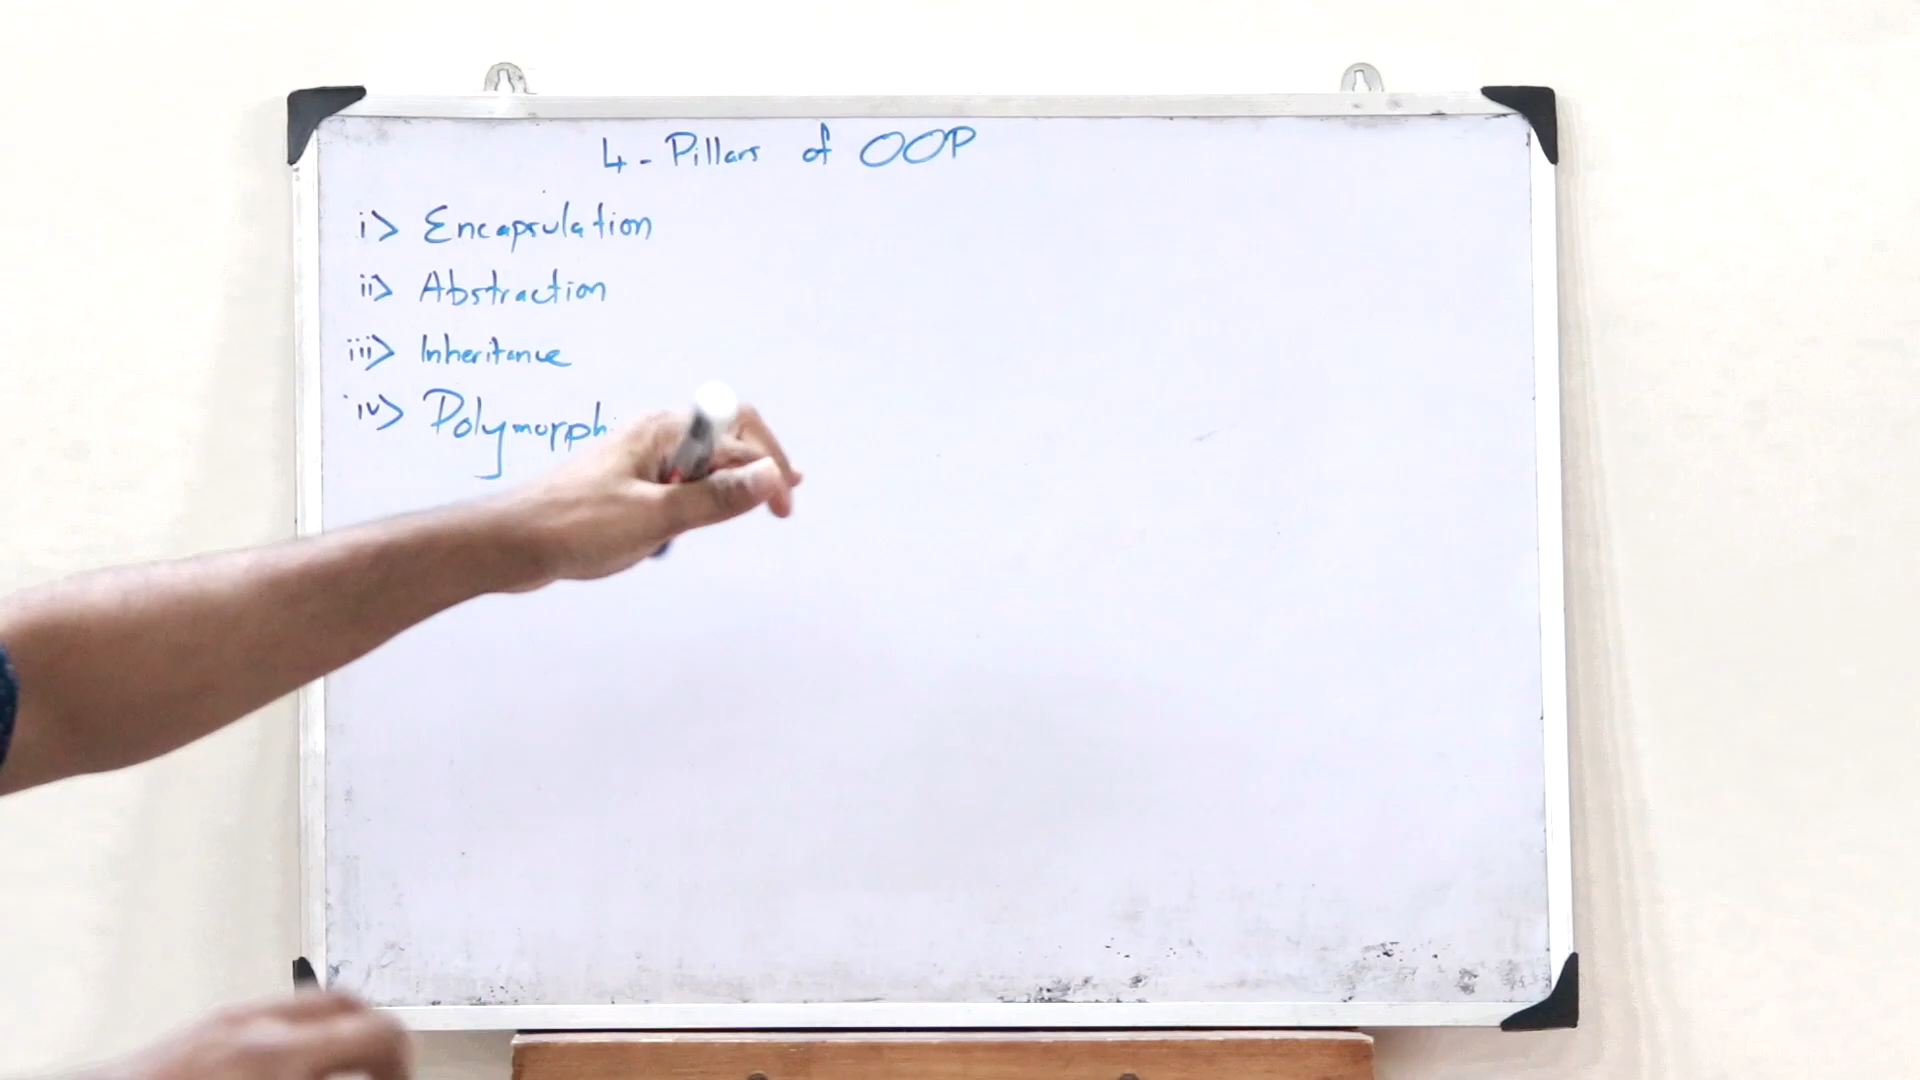 4 - Pillars of OOP
i> Encapsulation
ii> Abstraction
iii> Inheritance
iv> Polymorph